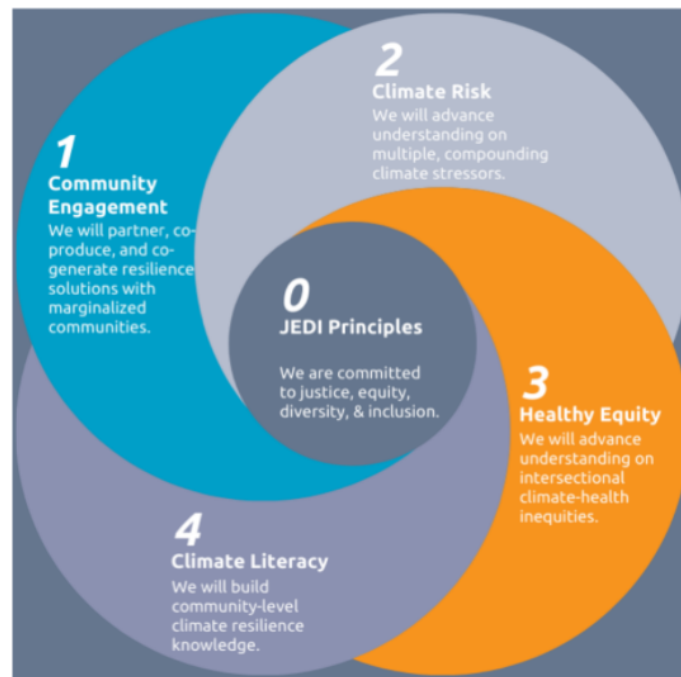 0
JEDI Principles
We are committed
to justice, equity,
diversity, & inclusion.
1
Community
Engagement
We will partner, co-
produce, and co-
generate resilience
solutions with
marginalized
communities.
2
Climate Risk
We will advance
understanding on
multiple, compounding
climate stressors.
3
Healthy Equity
We will advance
understanding on
intersectional
climate-health
inequities.
4
Climate Literacy
We will build
community-level
climate resilience
knowledge.